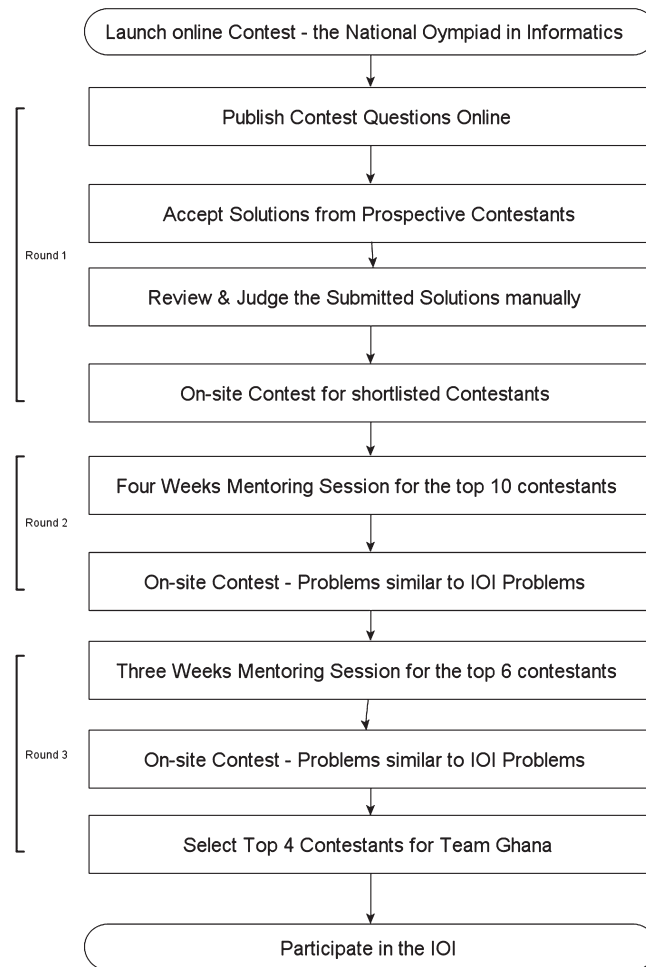 Launch online Contest - the National Oympiad in Informatics
Publish Contest Questions Online
Accept Solutions from Prospective Contestants
Round 1
Review & Judge the Submitted Solutions manually
On-site Contest for shortlisted Contestants
Four Weeks Mentoring Session for the top 10 contestants
Round 2
On-site Contest - Problems similar to IOI Problems
Three Weeks Mentoring Session for the top 6 contestants
Round 3
On-site Contest - Problems similar to IOI Problems
Select Top 4 Contestants for Team Ghana
Participate in the IOI